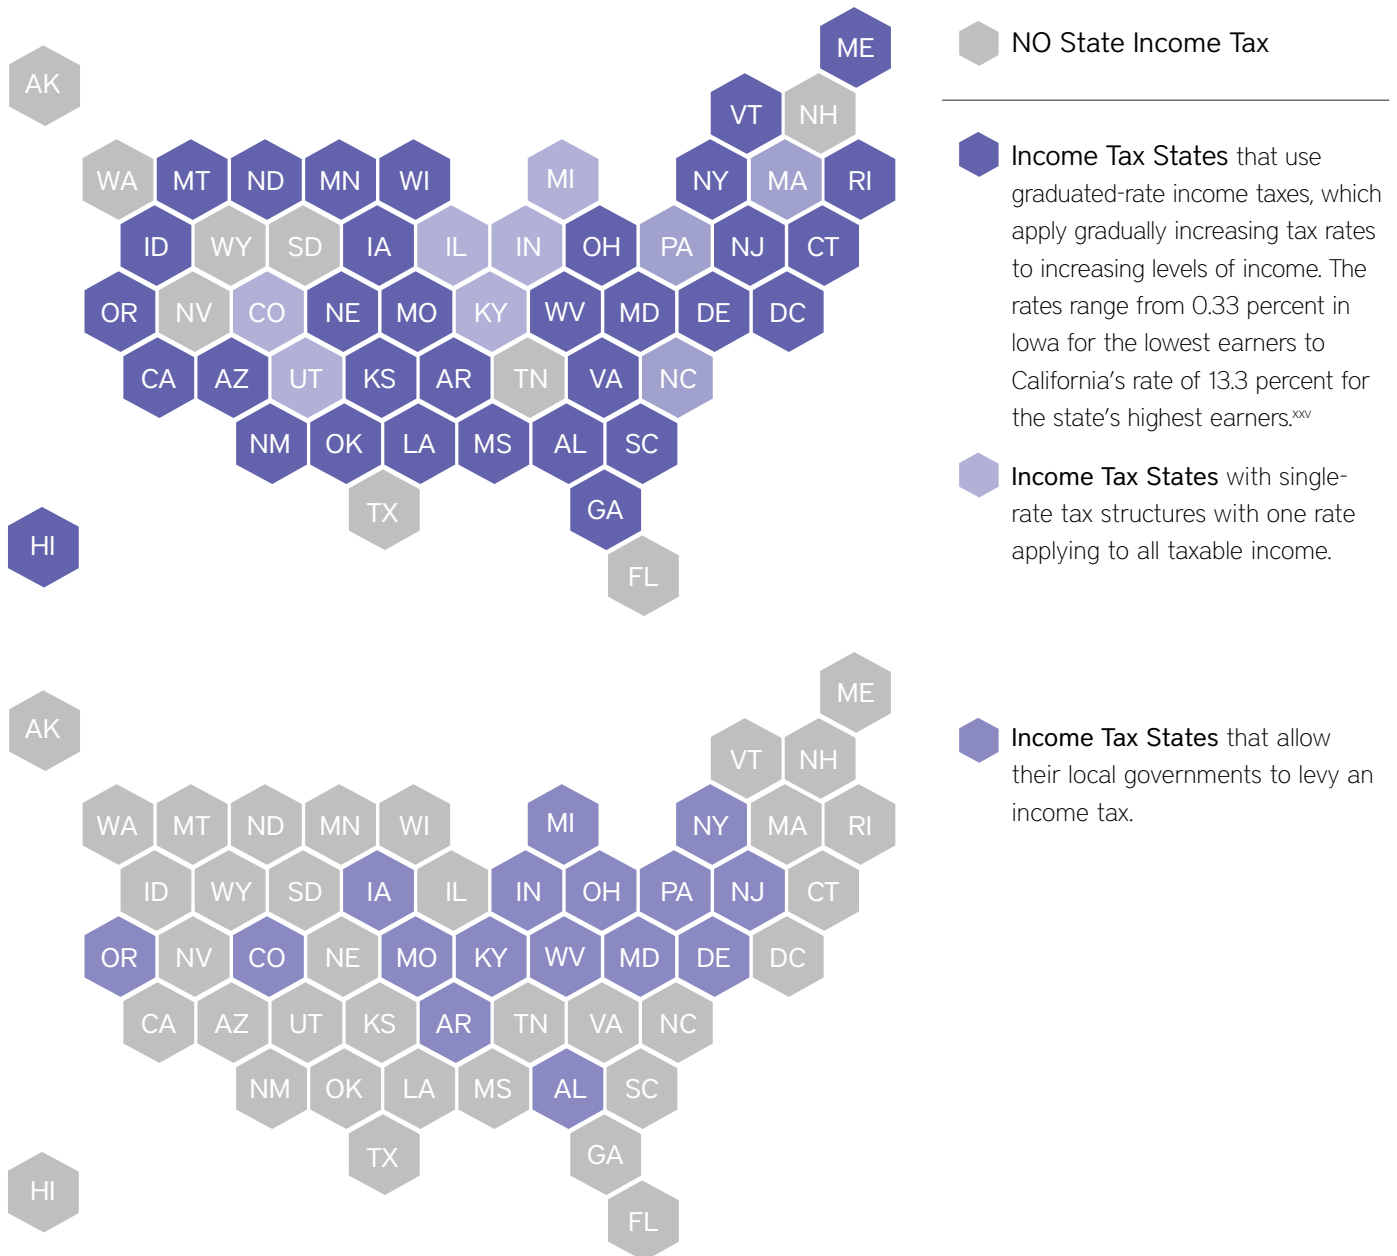 ME
AK
VT NH
WA MT ND MN WI MI NY MA RI
ID WY SD IA IL IN OH PA NJ CT
OR NV CO NE MO KY WV MD DE DC
CA AZ UT KS AR TN VA NC
NM OK LA MS AL SC
TX GA
HI
FL
NO State Income Tax
Income Tax States that use
graduated-rate income taxes, which
apply gradually increasing tax rates
to increasing levels of income. The
rates range from 0.33 percent in
Iowa for the lowest earners to
California’s rate of 13.3 percent for
the state’s highest earners.xxv
Income Tax States with single-
rate tax structures with one rate
applying to all taxable income.
ME
AK
VT NH
WA MT ND MN WI MI NY MA RI
ID WY SD IA IL IN OH PA NJ CT
OR NV CO NE MO KY WV MD DE DC
CA AZ UT KS AR TN VA NC
NM OK LA MS AL SC
TX GA
HI
FL
Income Tax States that allow
their local governments to levy an
income tax.